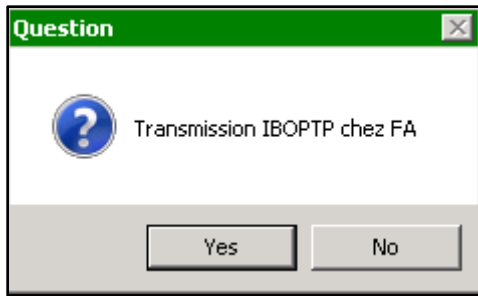 Question
Transmission IBOPTP chez FA
Yes
No